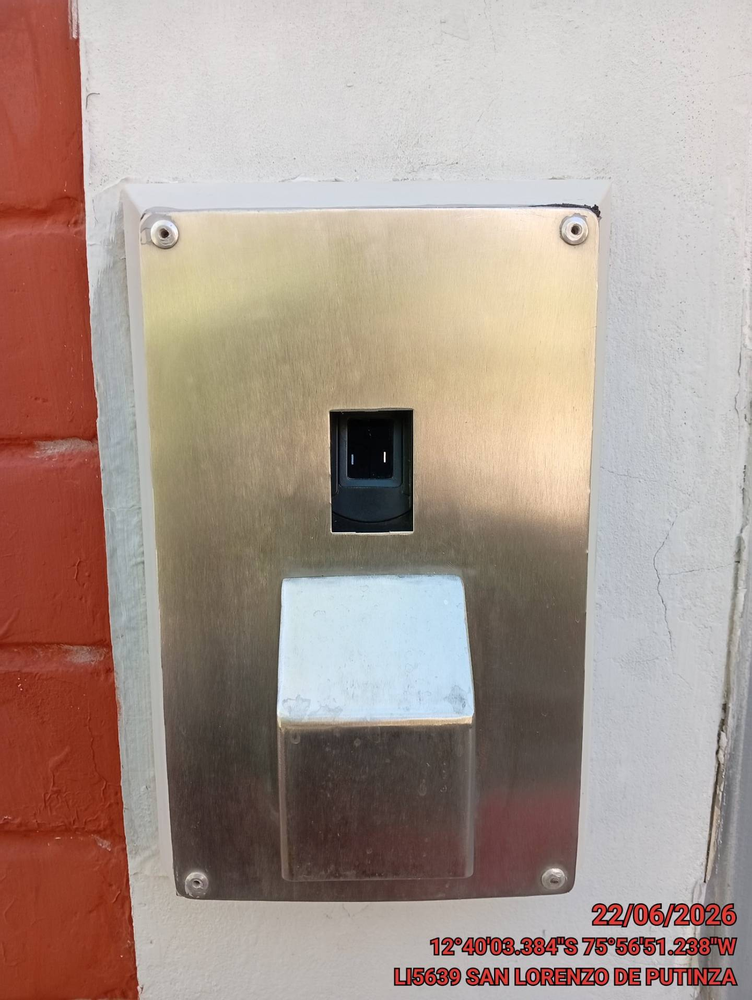 22/06/2026
12°40'03.384"S 75°56'51.238"W
LI5639 SAN LORENZO DE PUTINZA